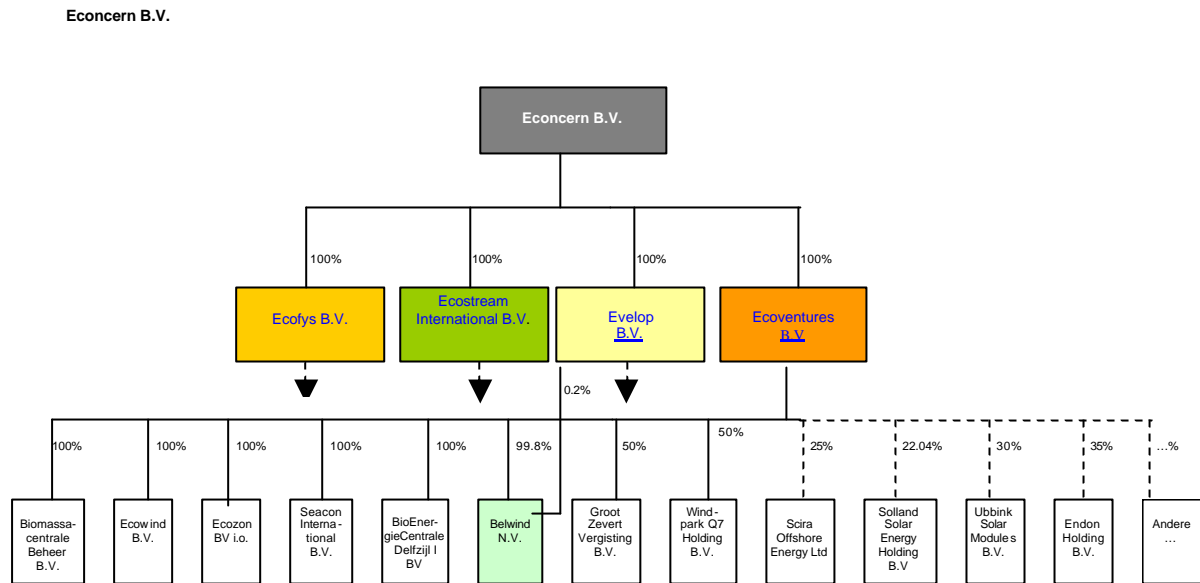 Econcern B.V.
Econcern B.V.
100%
100%
100%
100%
Ecofys B.V.
Ecostream
International B.V.
Evelop
B.V.
Ecoventures
B.V
0.2%
100%
100%
100%
100%
100%
99.8%
50%
50%
25%
22.04%
30%
35%
...%
Biomassa-
centrale
Beheer
B.V.
Ecowind
B.V.
Ecozon
BV i.o.
Seacon
Interna-
tional
B.V.
BioEner-
gieCentrale
Delfzijl I
BV
Belwind
N.V.
Groot
Zevert
Vergisting
B.V.
Wind-
park Q7
Holding
B.V.
Scira
Offshore
Energy Ltd
Solland
Solar
Energy
Holding
B.V
Ubbink
Solar
Modules
B.V.
Endon
Holding
B.V.
Andere
...